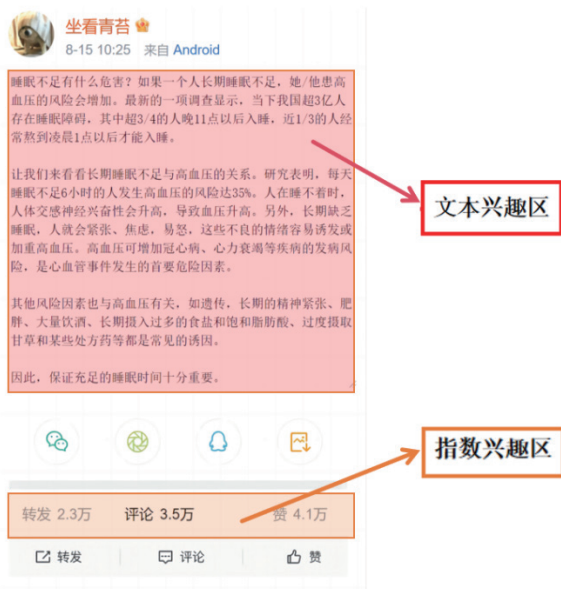 坐看青苔
8-15 10:25 来自 Android
睡眠不足有什么危害？如果一个人长期睡眠不足，她/他患高
血压的风险会增加。最新的一项调查显示，当下我国超3亿人
存在睡眠障碍，其中超3/4的人晚11点以后入睡，近1/3的人经
常熬到凌晨1点以后才能入睡。
让我们来看看长期睡眠不足与高血压的关系。研究表明，每天
睡眠不足6小时的人发生高血压的风险达35%。人在睡不着时，
人体交感神经兴奋性会升高，导致血压升高。另外，长期缺乏
睡眠，人就会紧张、焦虑，易怒，这些不良的情绪容易诱发或
加重高血压。高血压可增加冠心病、心力衰竭等疾病的发病风
险，是心血管事件发生的首要危险因素。
其他风险因素也与高血压有关，如遗传，长期的精神紧张、肥
胖、大量饮酒、长期摄入过多的食盐和饱和脂肪酸、过度摄取
甘草和某些处方药等都是常见的诱因。
因此，保证充足的睡眠时间十分重要。
文本兴趣区
指数兴趣区
转发 2.3万 评论 3.5万 赞 4.1万
转发 评论 赞